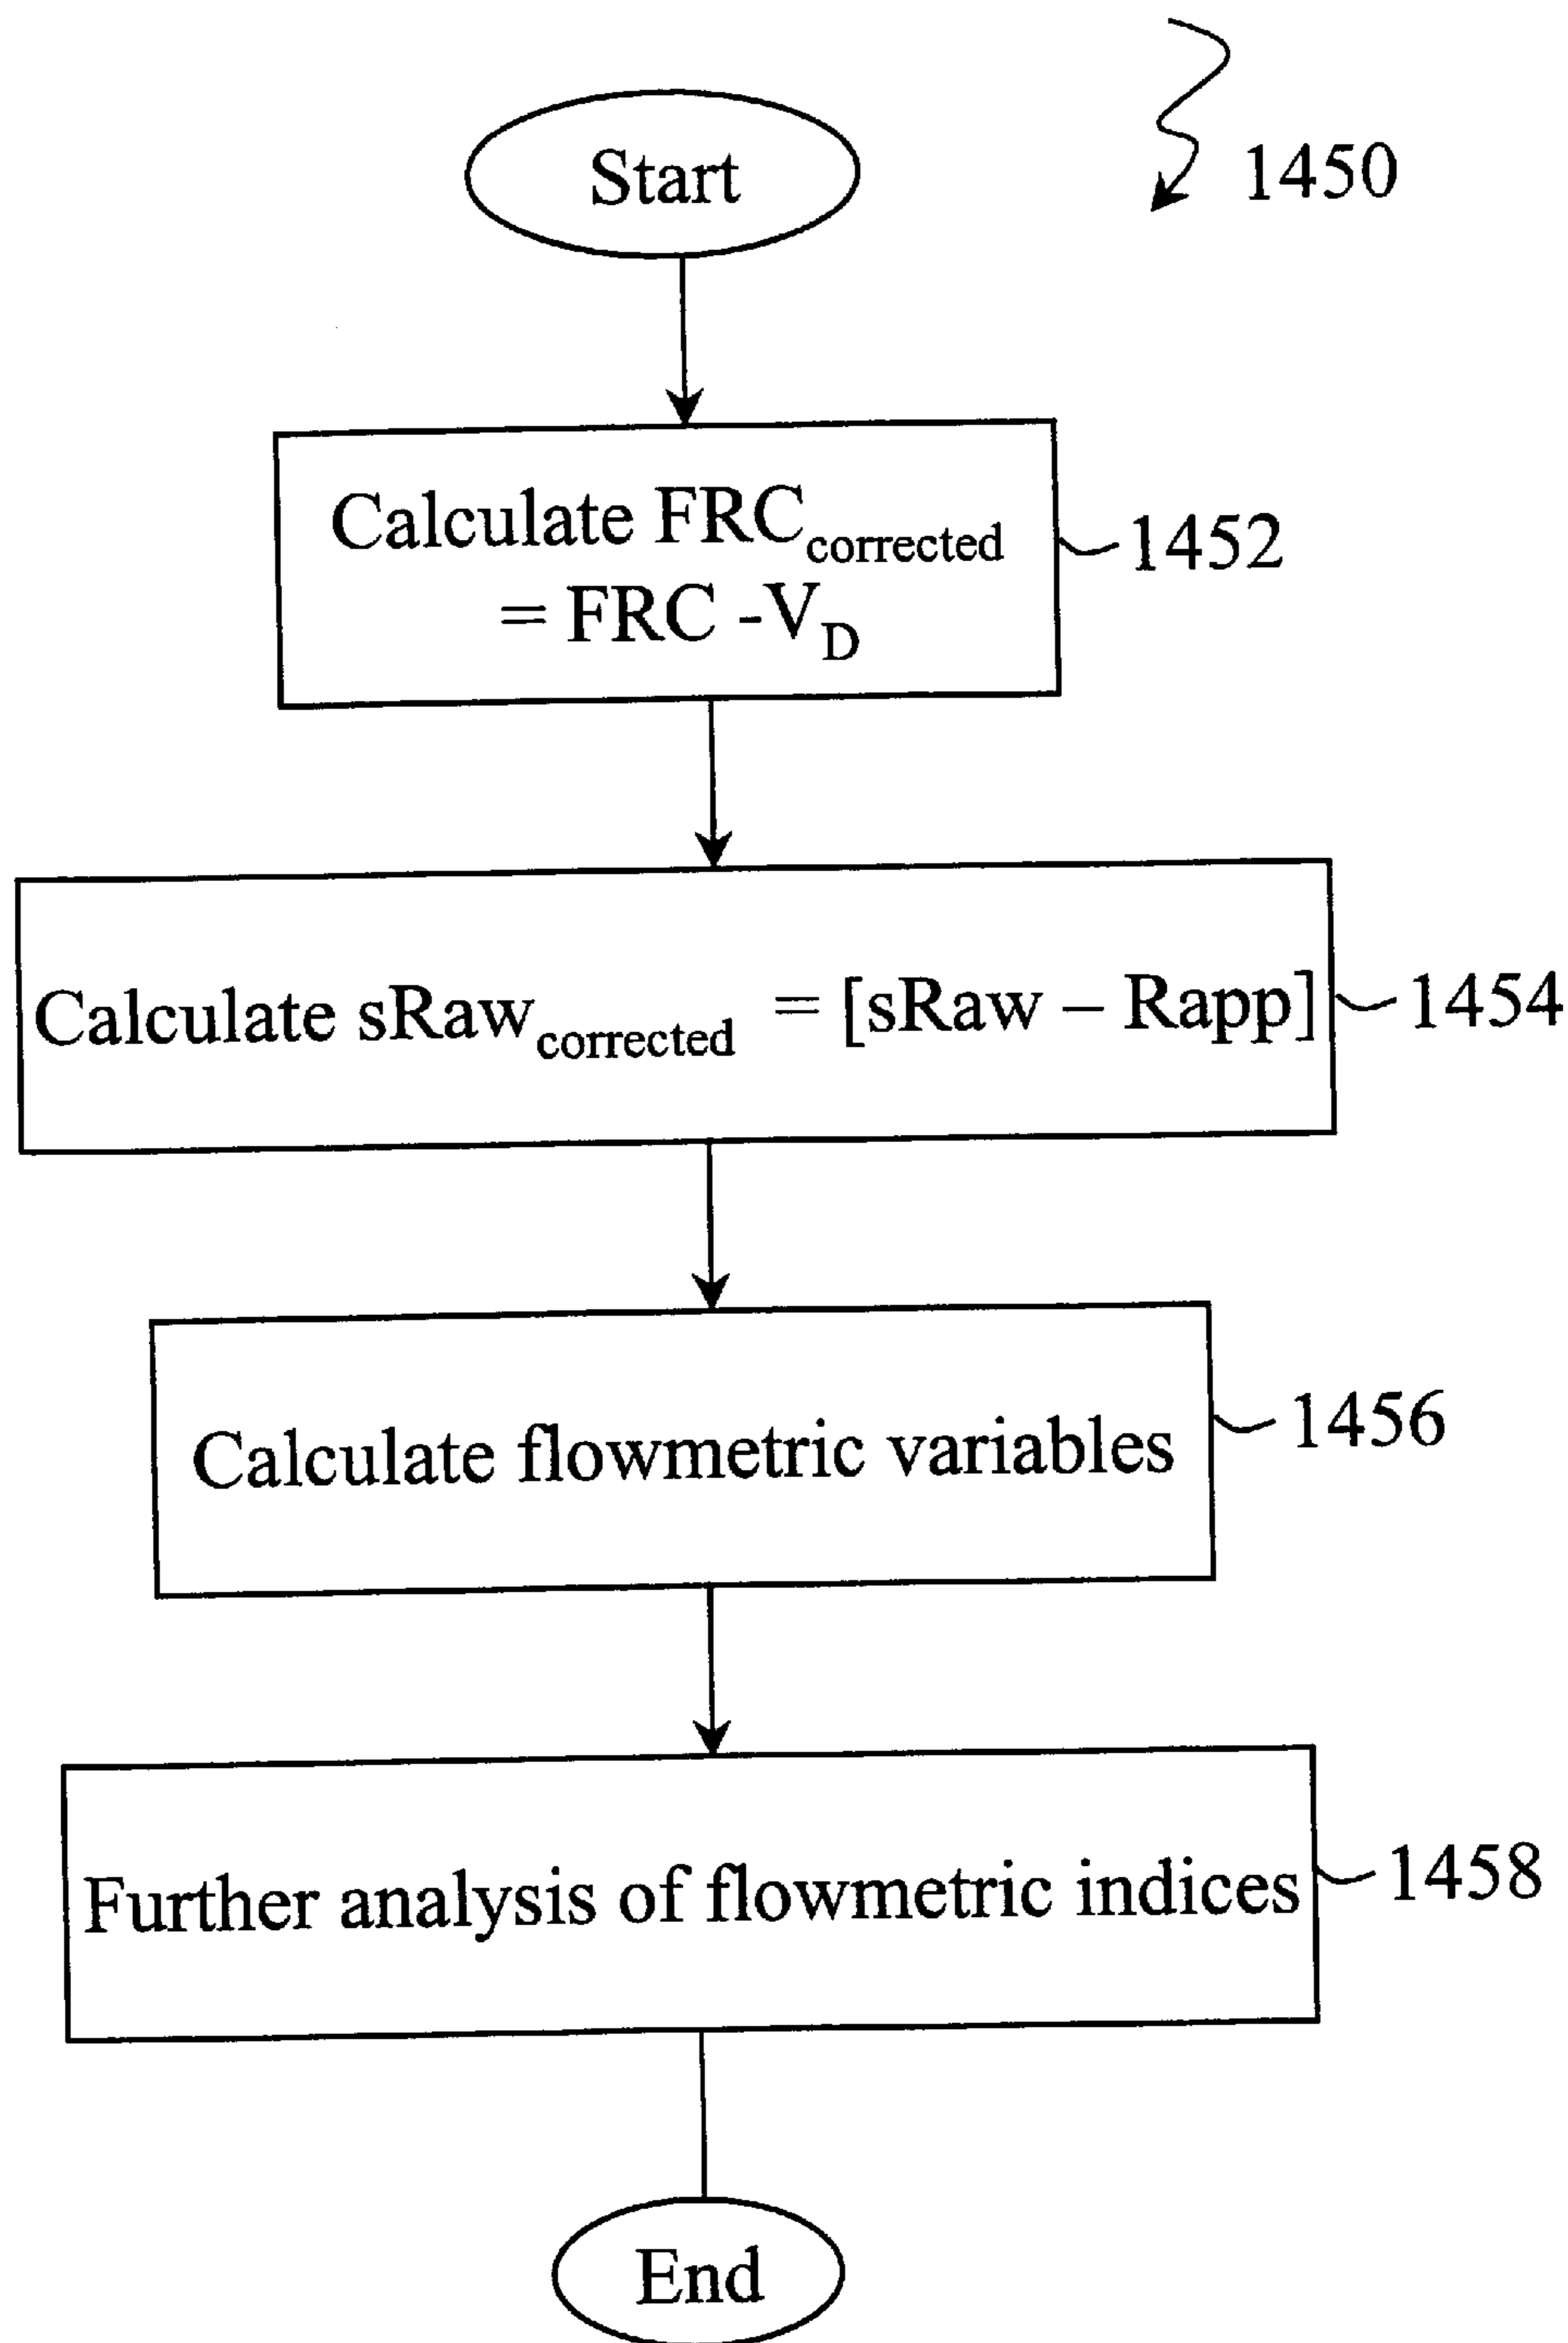 Start
1450
Calculate FRCcorrected
= FRC -VD
1452
Calculate sRawcorrected = [sRaw – Rapp]
1454
Calculate flowmetric variables
1456
Further analysis of flowmetric indices
1458
End